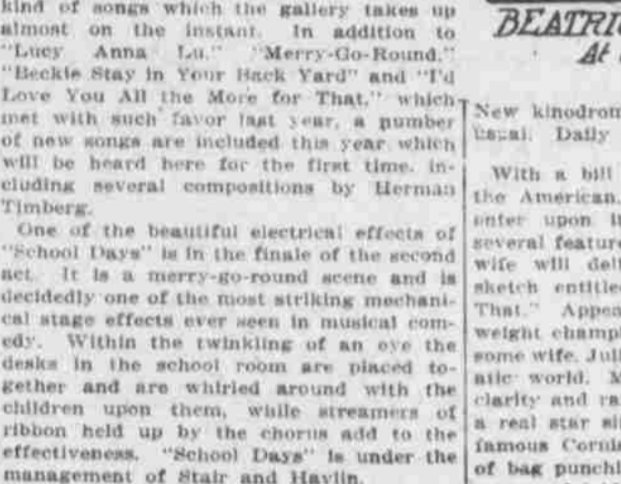 kind of songs which the gallery takes up
almost on the instant. In addition to
"Lucy Anna Lu," "Merry-Go-Round,"
"Beckie Stay in Your Back Yard" and "I'd
Love You All the More for That," which
met with such favor last year, a number
of new songs are included this year which
will be heard here for the first time, in-
cluding several compositions by Herman
Timberg.
One of the beautiful electrical effects of
"School Days" is in the finale of the second
act. It is a merry-go-round scene and is
decidedly one of the most striking mechani-
cal stage effects ever seen in musical com-
edy. Within the twinkling of an eye the
desks in the school room are placed to-
gether and are whirled around with the
children upon them, while streamers of
ribbon held up by the chorus add to the
effectiveness. "School Days" is under the
management of Stair and Havlin.
BEATRI
At
New kinodrom
usual. Daily
With a bill
the American,
enter upon it
several feature
wife will deli
sketch entitle
That." Appea
weight champi
some wife, Juli
atic world. M
clarity and ra
a real star si
famous Cornis
of bag punchi